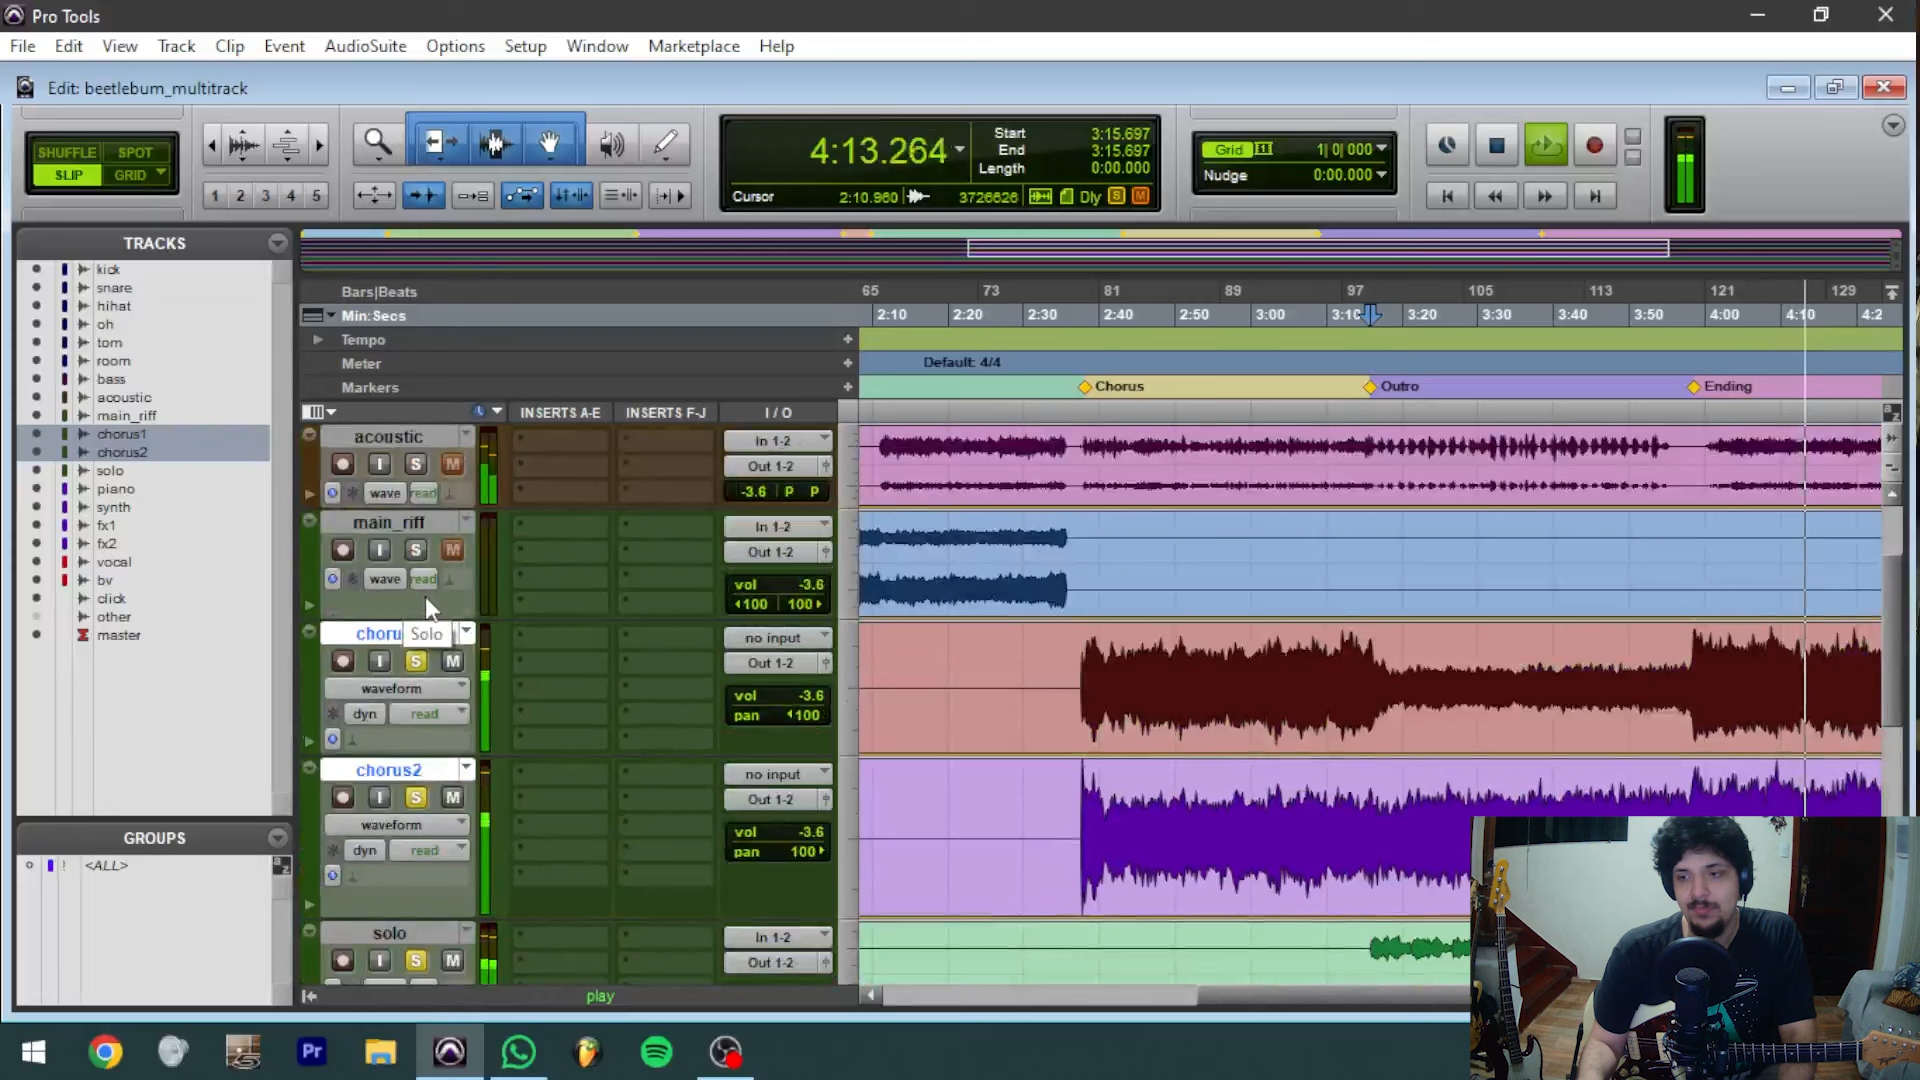 Pro Tools
File Edit View Track Clip Event AudioSuite Options Setup Window Marketplace Help
Edit: beetlebum_multitrack
SHUFFLE SPOT
SLIP GRID
1 2 3 4 5
4:13.264
Start 3:15.697
End 3:15.697
Length 0:00.000
Cursor 2:10.960 3726626 Dly S M
Grid 1| 0| 000
Nudge 0:00.000
TRACKS
kick
snare
hihat
oh
tom
room
bass
acoustic
main_riff
chorus1
chorus2
solo
piano
synth
fx1
fx2
vocal
bv
click
other
master
GROUPS
! <ALL>
a z
Bars|Beats 65 73 81 89 97 105 113 121 129
Min:Secs 2:10 2:20 2:30 2:40 2:50 3:00 3:10 3:20 3:30 3:40 3:50 4:00 4:10 4:2
Tempo
Meter Default: 4/4
Markers Chorus Outro Ending
INSERTS A-E INSERTS F-J I / O
acoustic In 1-2
I S M Out 1-2
wave read -3.6 P P
main_riff In 1-2
I S M Out 1-2
wave read vol -3.6
100 100
choru Solo no input
I S M Out 1-2
waveform vol -3.6
dyn read pan 100
chorus2 no input
I S M Out 1-2
waveform vol -3.6
dyn read pan 100
solo In 1-2
I S M Out 1-2
play
Pr